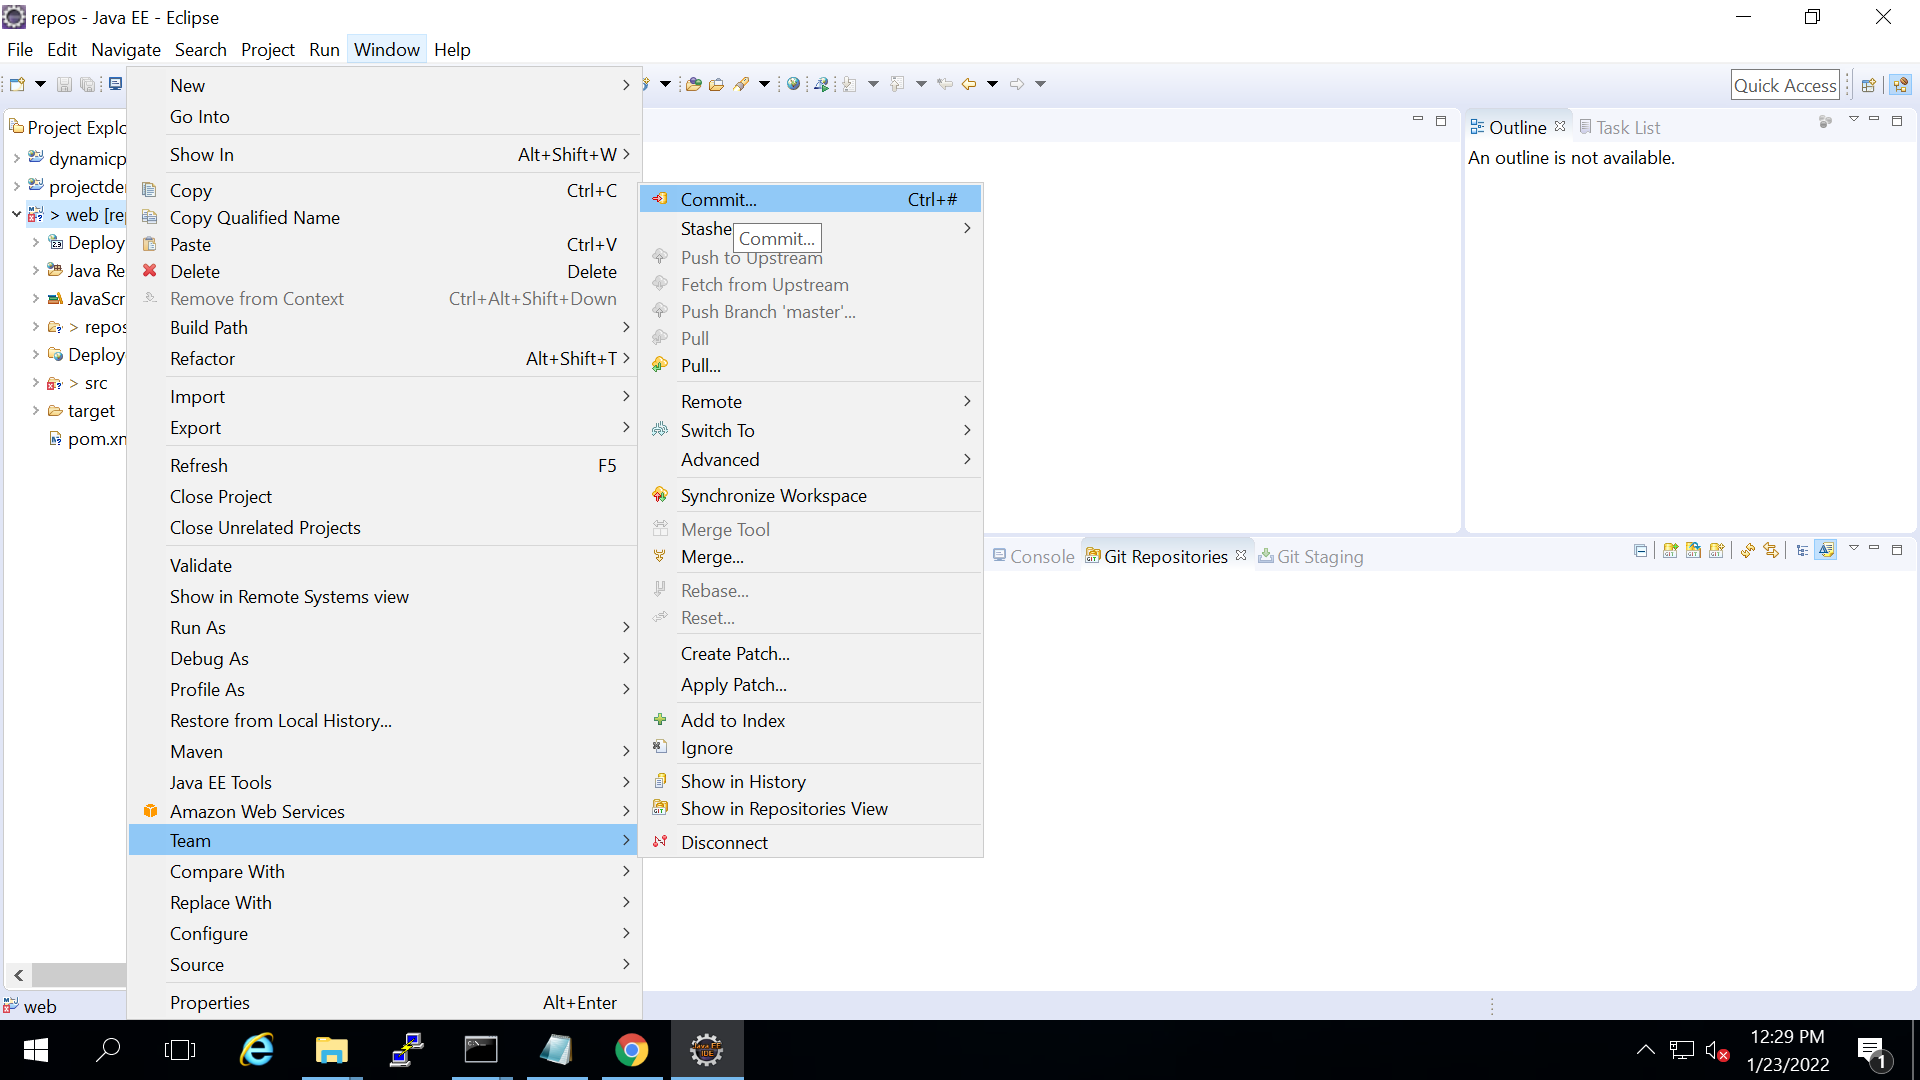 repos - Java EE - Eclipse
File Edit Navigate Search Project Run Window Help
Quick Access
Project Explo
dynamicp
projectde
> web [rep
Deploy
Java Re
JavaScr
> repos
Deploy
> src
target
pom.xm
New
Go Into
Show In Alt+Shift+W
Copy Ctrl+C
Copy Qualified Name
Paste Ctrl+V
Delete Delete
Remove from Context Ctrl+Alt+Shift+Down
Build Path
Refactor Alt+Shift+T
Import
Export
Refresh F5
Close Project
Close Unrelated Projects
Validate
Show in Remote Systems view
Run As
Debug As
Profile As
Restore from Local History...
Maven
Java EE Tools
Amazon Web Services
Team
Compare With
Replace With
Configure
Source
Properties Alt+Enter
Commit... Ctrl+#
Stashe
Commit...
Push to Upstream
Fetch from Upstream
Push Branch 'master'...
Pull
Pull...
Remote
Switch To
Advanced
Synchronize Workspace
Merge Tool
Merge...
Rebase...
Reset...
Create Patch...
Apply Patch...
Add to Index
Ignore
Show in History
Show in Repositories View
Disconnect
Outline Task List
An outline is not available.
Console Git Repositories Git Staging
web
12:29 PM
1/23/2022
1